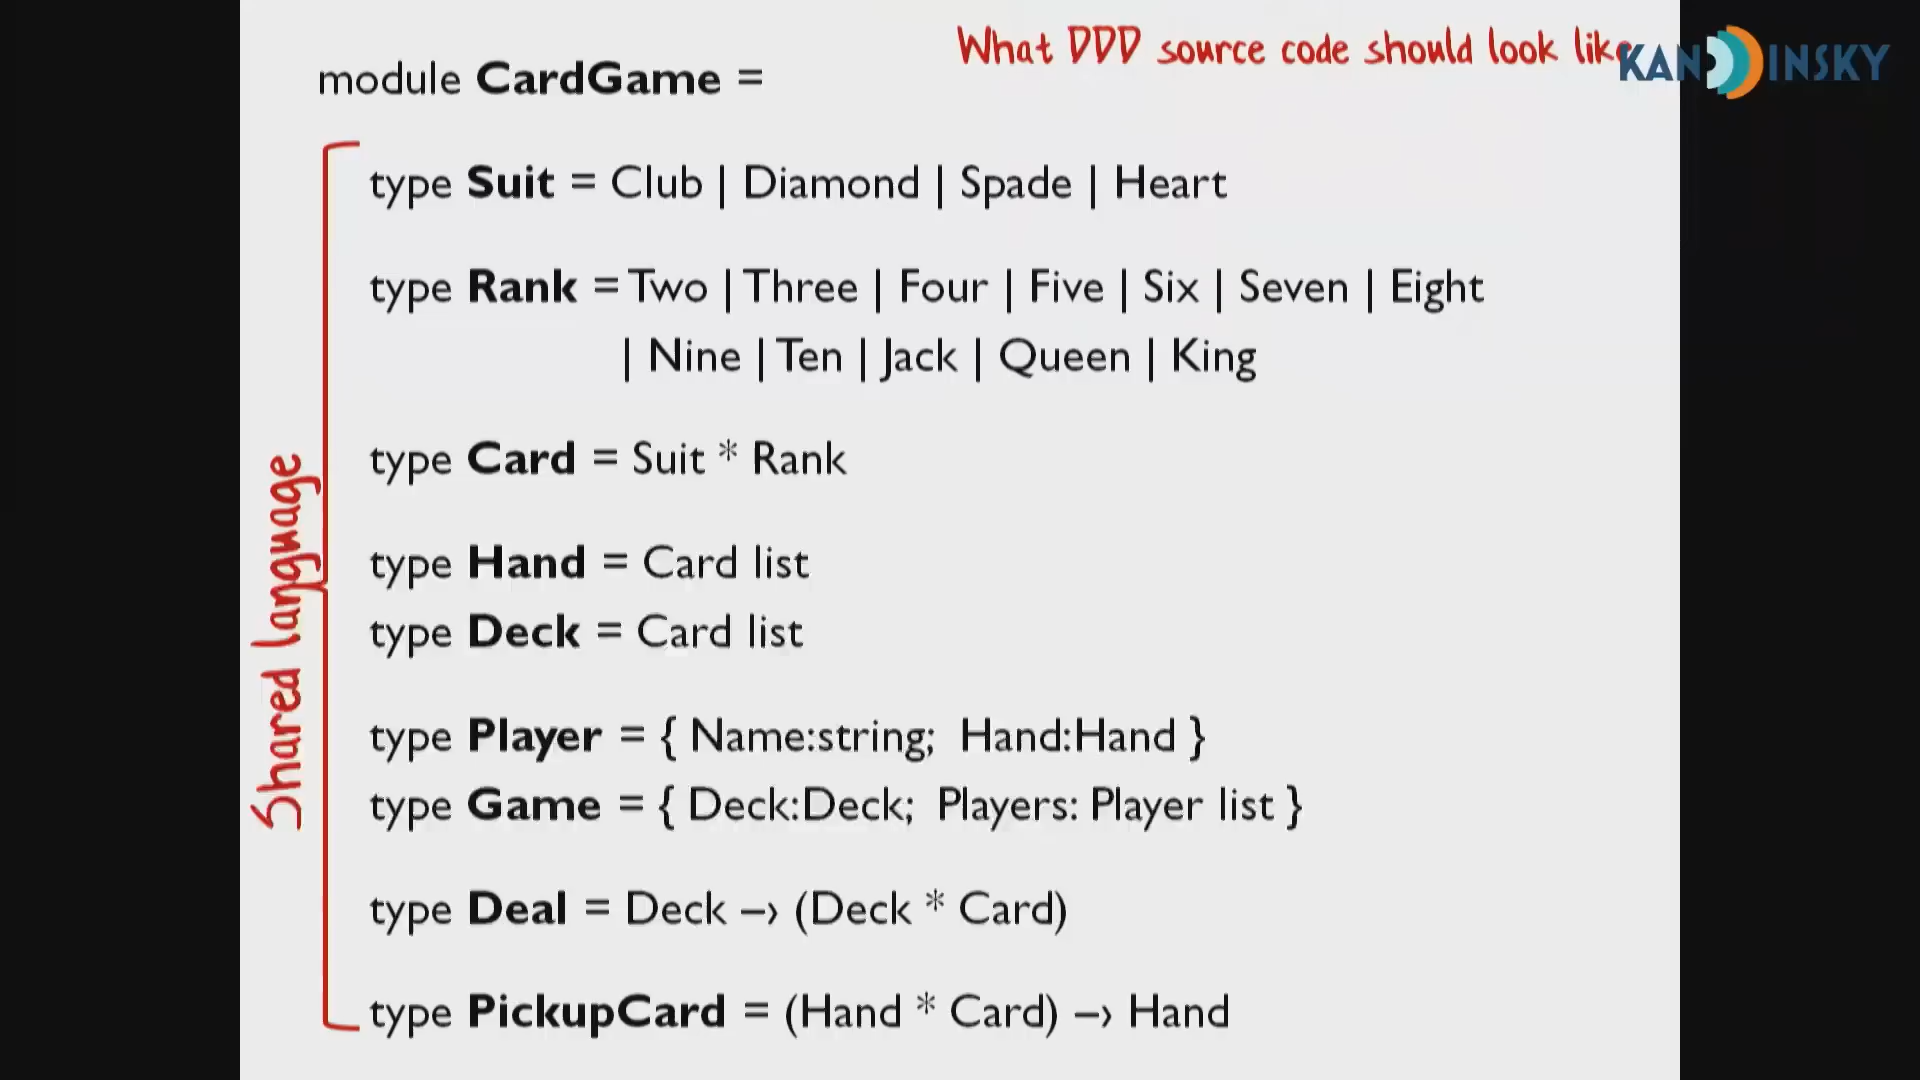 What DDD source code should look like
KANDINSKY
module CardGame =
type Suit = Club | Diamond | Spade | Heart
type Rank = Two | Three | Four | Five | Six | Seven | Eight
| Nine | Ten | Jack | Queen | King
type Card = Suit * Rank
type Hand = Card list
type Deck = Card list
type Player = { Name:string; Hand:Hand }
type Game = { Deck:Deck; Players: Player list }
type Deal = Deck –› (Deck * Card)
type PickupCard = (Hand * Card) –› Hand
Shared language